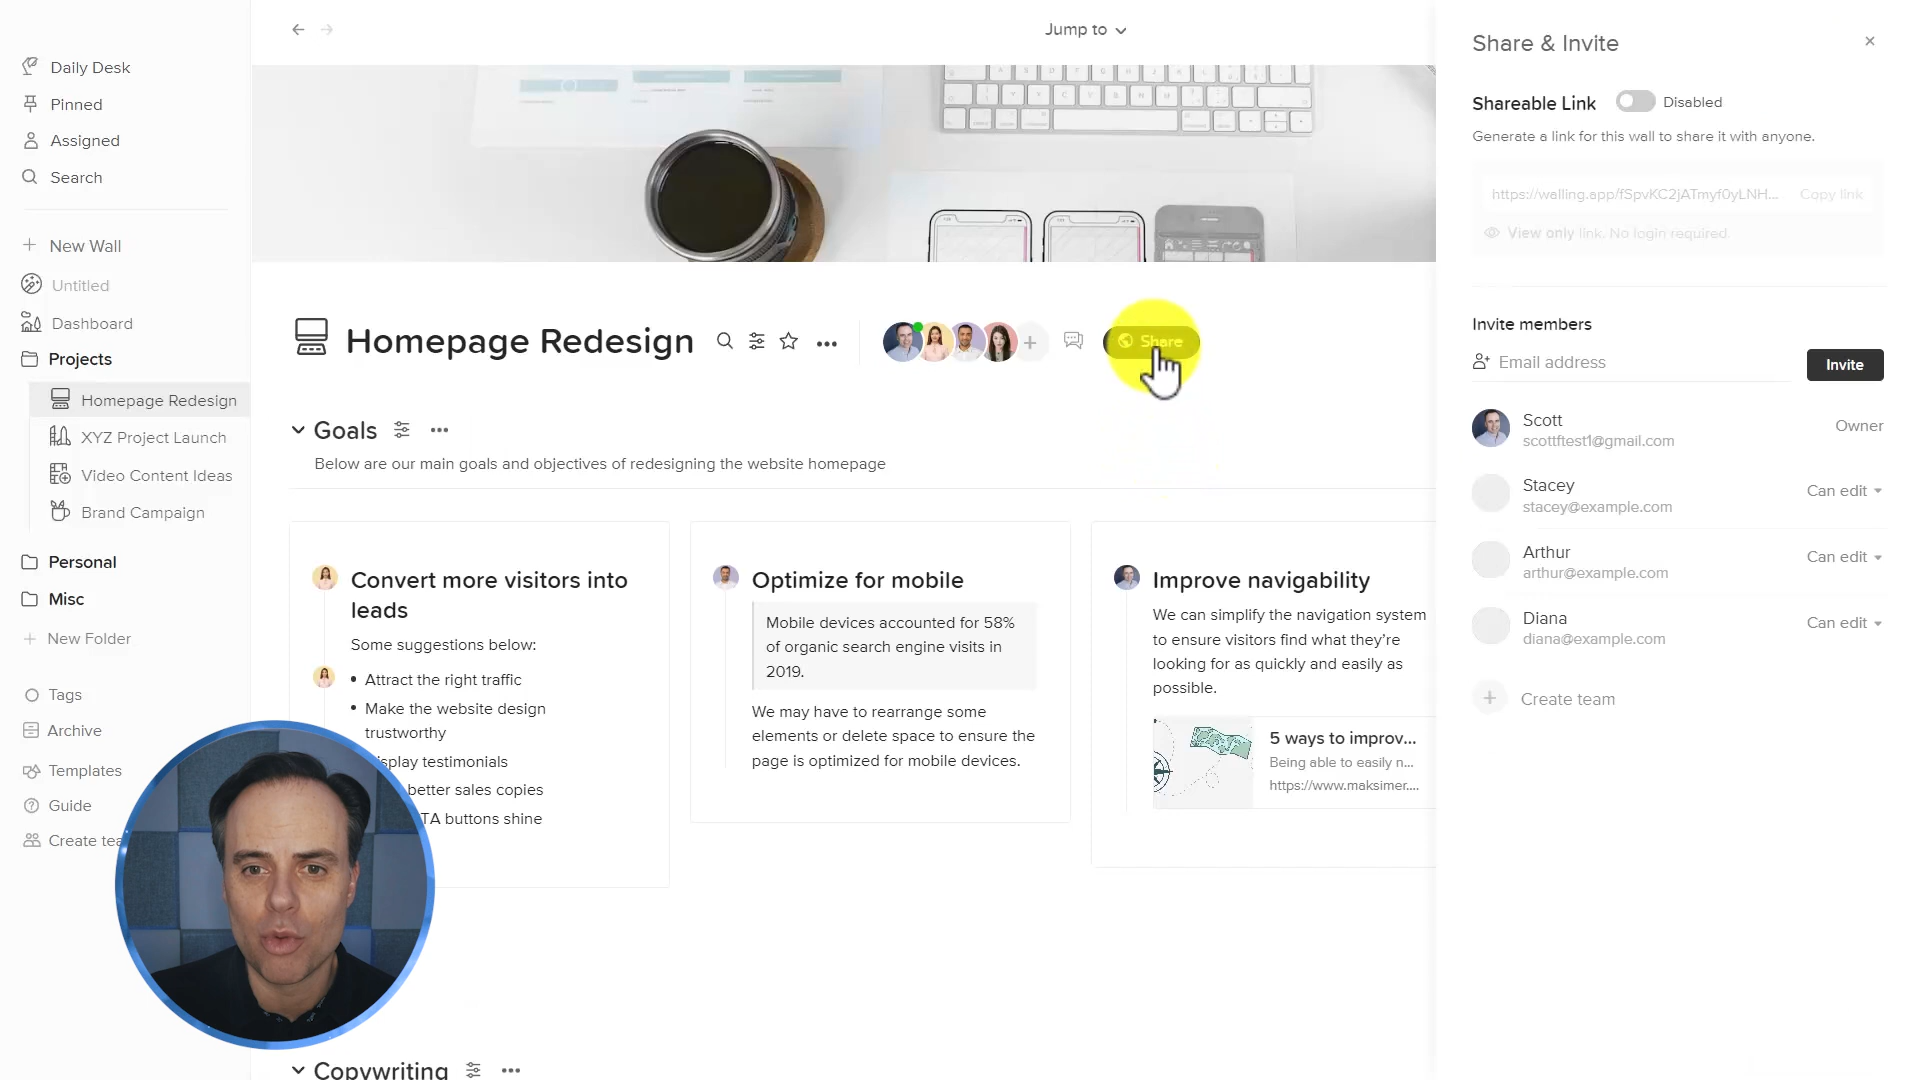 Daily Desk
Pinned
Assigned
Search
New Wall
Untitled
Dashboard
Projects
Homepage Redesign
XYZ Project Launch
Video Content Ideas
Brand Campaign
Personal
Misc
New Folder
Tags
Archive
Templates
Guide
Create tea
Jump to
Homepage Redesign
Share
Goals
Below are our main goals and objectives of redesigning the website homepage
Convert more visitors into
leads
Some suggestions below:
• Attract the right traffic
• Make the website design
trustworthy
isplay testimonials
better sales copies
TA buttons shine
Optimize for mobile
Mobile devices accounted for 58%
of organic search engine visits in
2019.
We may have to rearrange some
elements or delete space to ensure the
page is optimized for mobile devices.
Improve navigability
We can simplify the navigation system
to ensure visitors find what they're
looking for as quickly and easily as
possible.
5 ways to improv...
Being able to easily n...
https://www.maksimer....
Copywriting
Share & Invite
Shareable Link Disabled
Generate a link for this wall to share it with anyone.
https://walling.app/fSpvKC2jATmyf0yLNH... Copy link
View only link. No login required.
Invite members
Email address
Invite
Scott
scottftest1@gmail.com
Owner
Stacey
stacey@example.com
Can edit
Arthur
arthur@example.com
Can edit
Diana
diana@example.com
Can edit
Create team